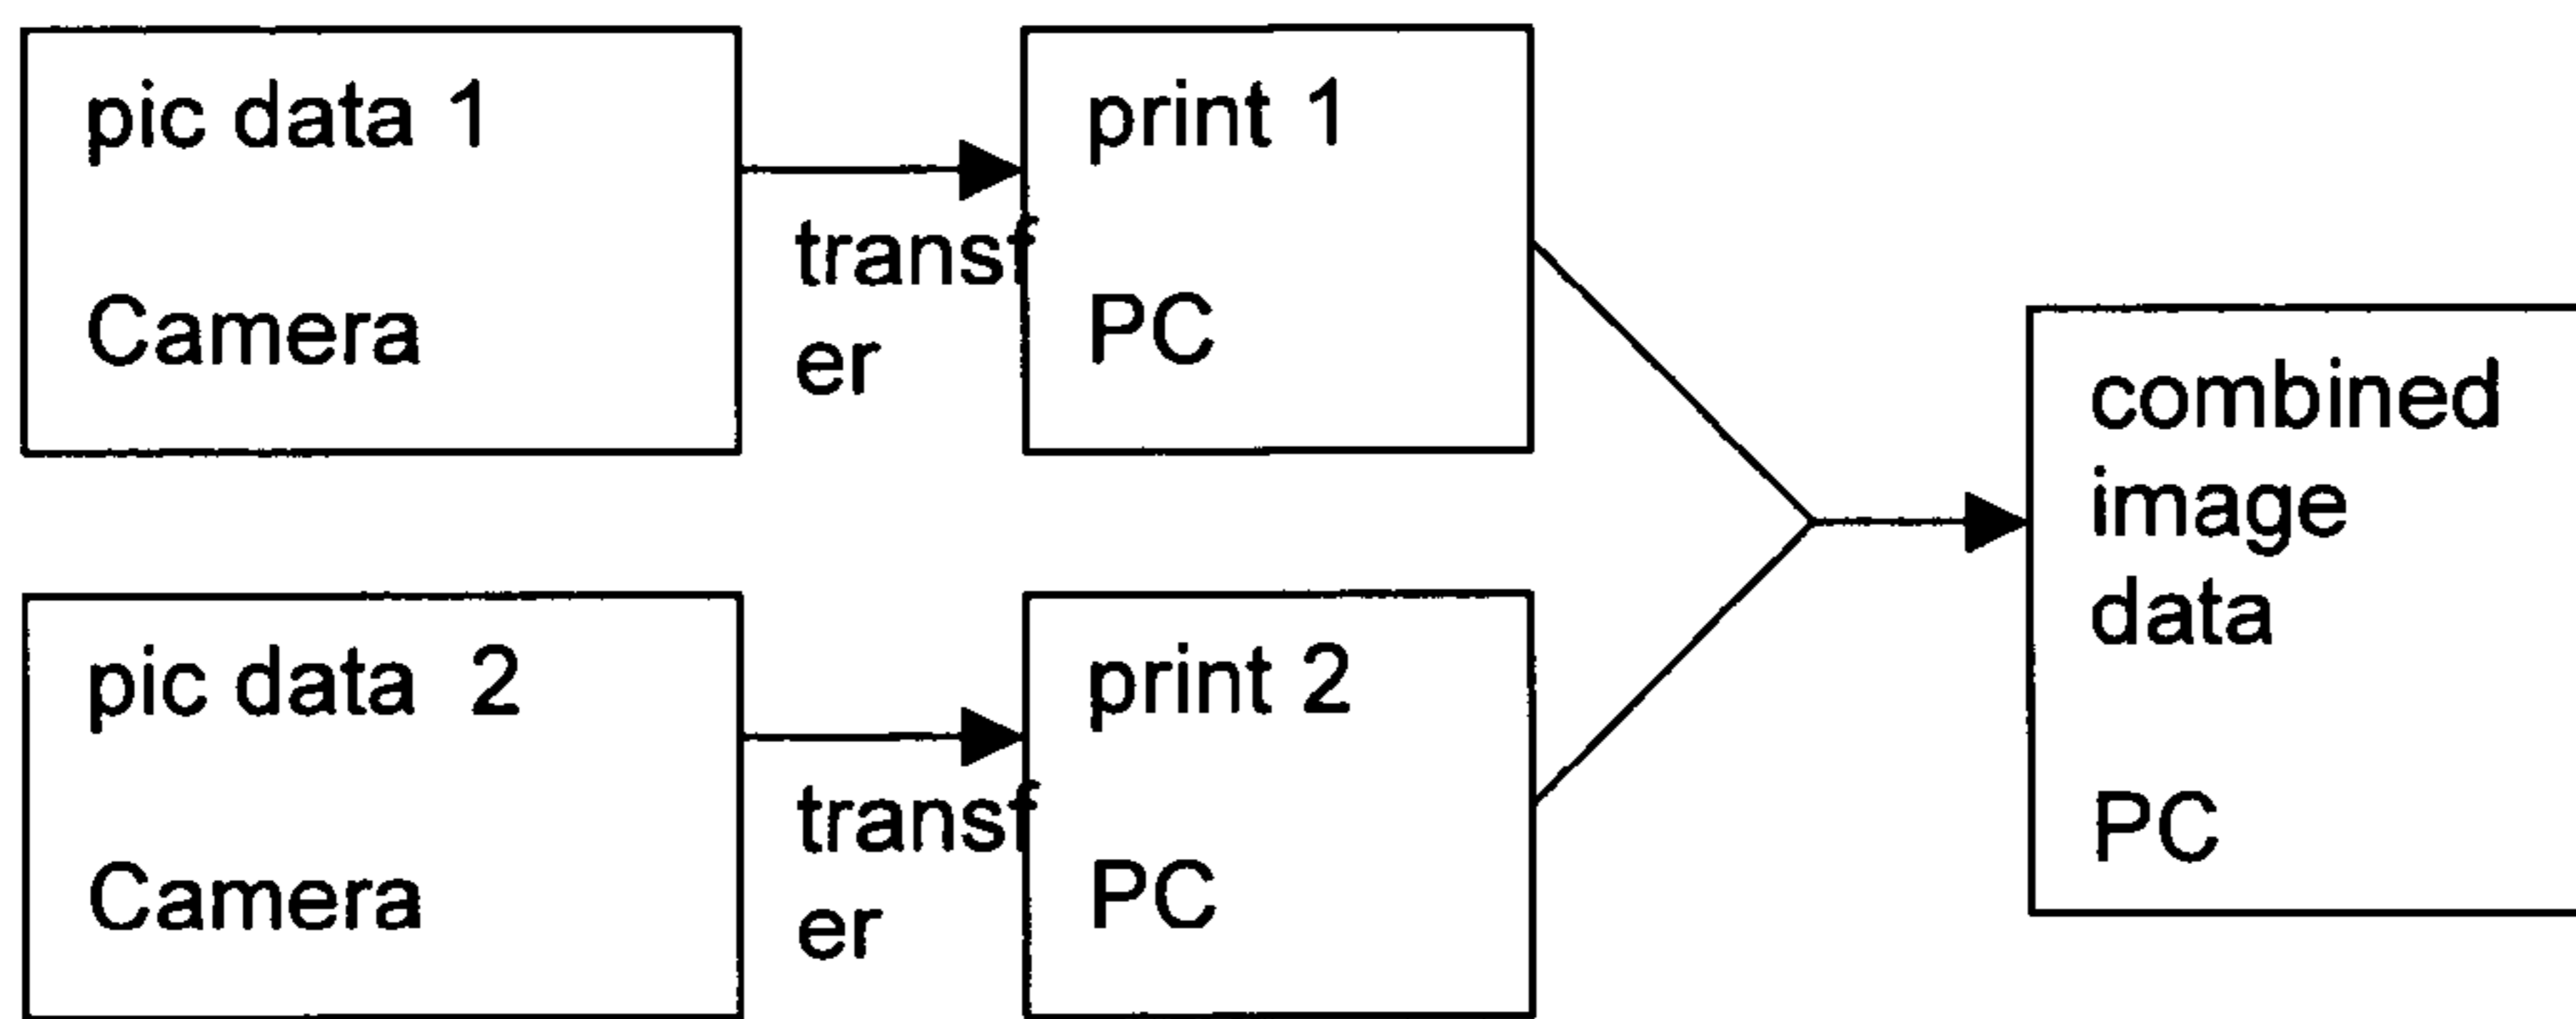 pic data 1
Camera
transf
er
print 1
PC
pic data 2
Camera
transf
er
print 2
PC
combined
image
data
PC